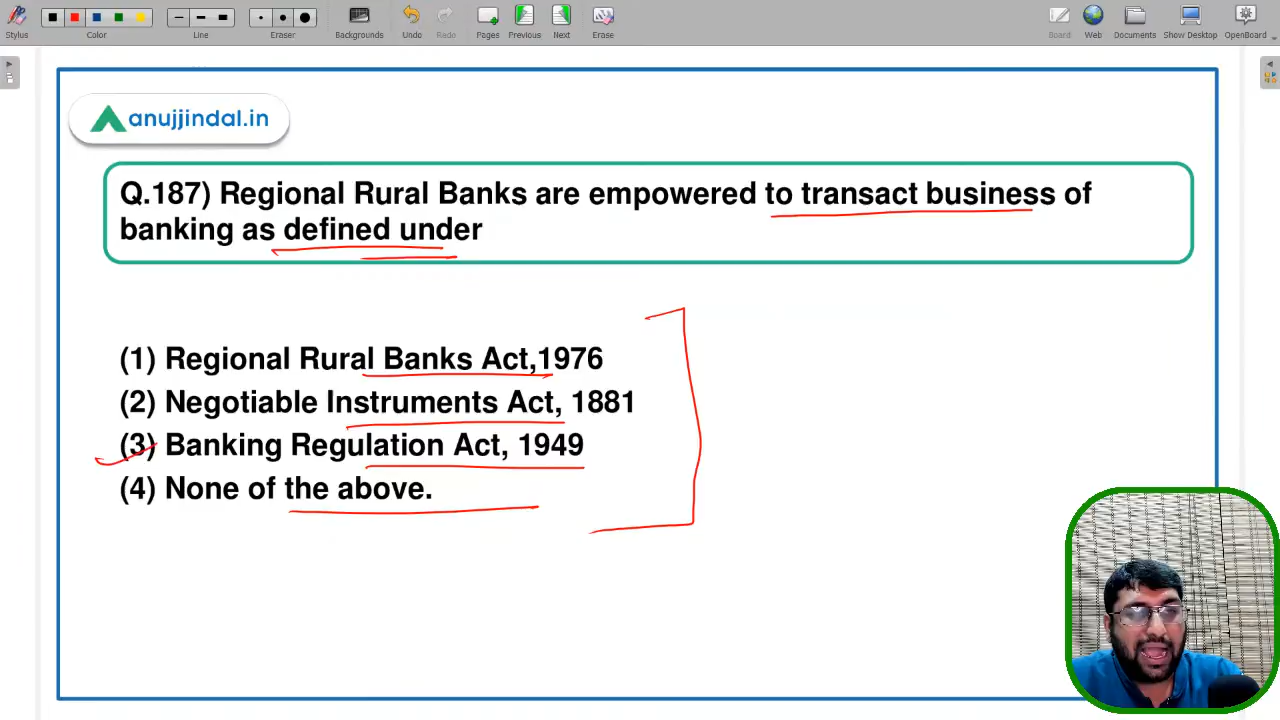 Stylus
Color
Line
Eraser
Backgrounds
Undo
Redo
Pages
Previous
Next
Erase
Board
Web
Documents
Show Desktop
OpenBoard
anujjindal.in
Q.187) Regional Rural Banks are empowered to transact business of
banking as defined under
(1) Regional Rural Banks Act,1976
(2) Negotiable Instruments Act, 1881
(3) Banking Regulation Act, 1949
(4) None of the above.